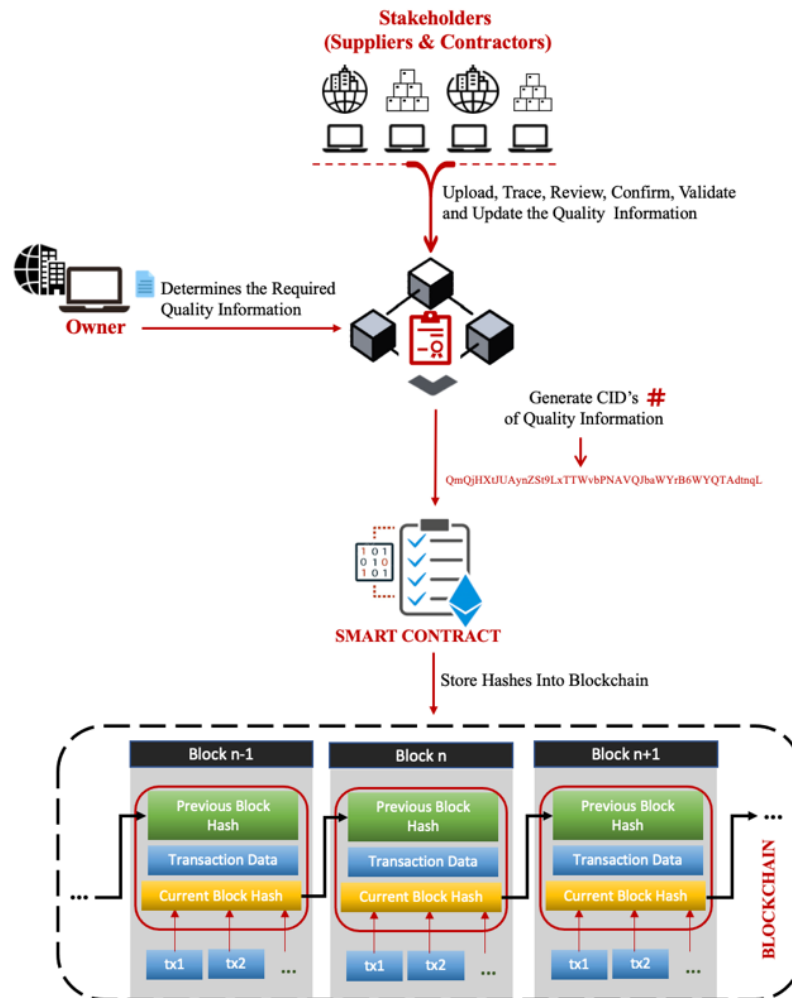 Stakeholders
(Suppliers & Contractors)
Upload, Trace, Review, Confirm, Validate
and Update the Quality Information
Determines the Required
Quality Information
Owner
Generate CID's #
of Quality Information
QmQjHXtJUAynZSt9LxTTWvbPNAVQJbaWYrB6WYQTAdtnqL
1 0 1
0 1 0
1 0 1
SMART CONTRACT
Store Hashes Into Blockchain
Block n-1
Block n
Block n+1
Previous Block
Hash
Previous Block
Hash
Previous Block
Hash
...
Transaction Data
Transaction Data
Transaction Data
...
Current Block Hash
Current Block Hash
Current Block Hash
tx1
tx2
...
tx1
tx2
...
tx1
tx2
...
BLOCKCHAIN